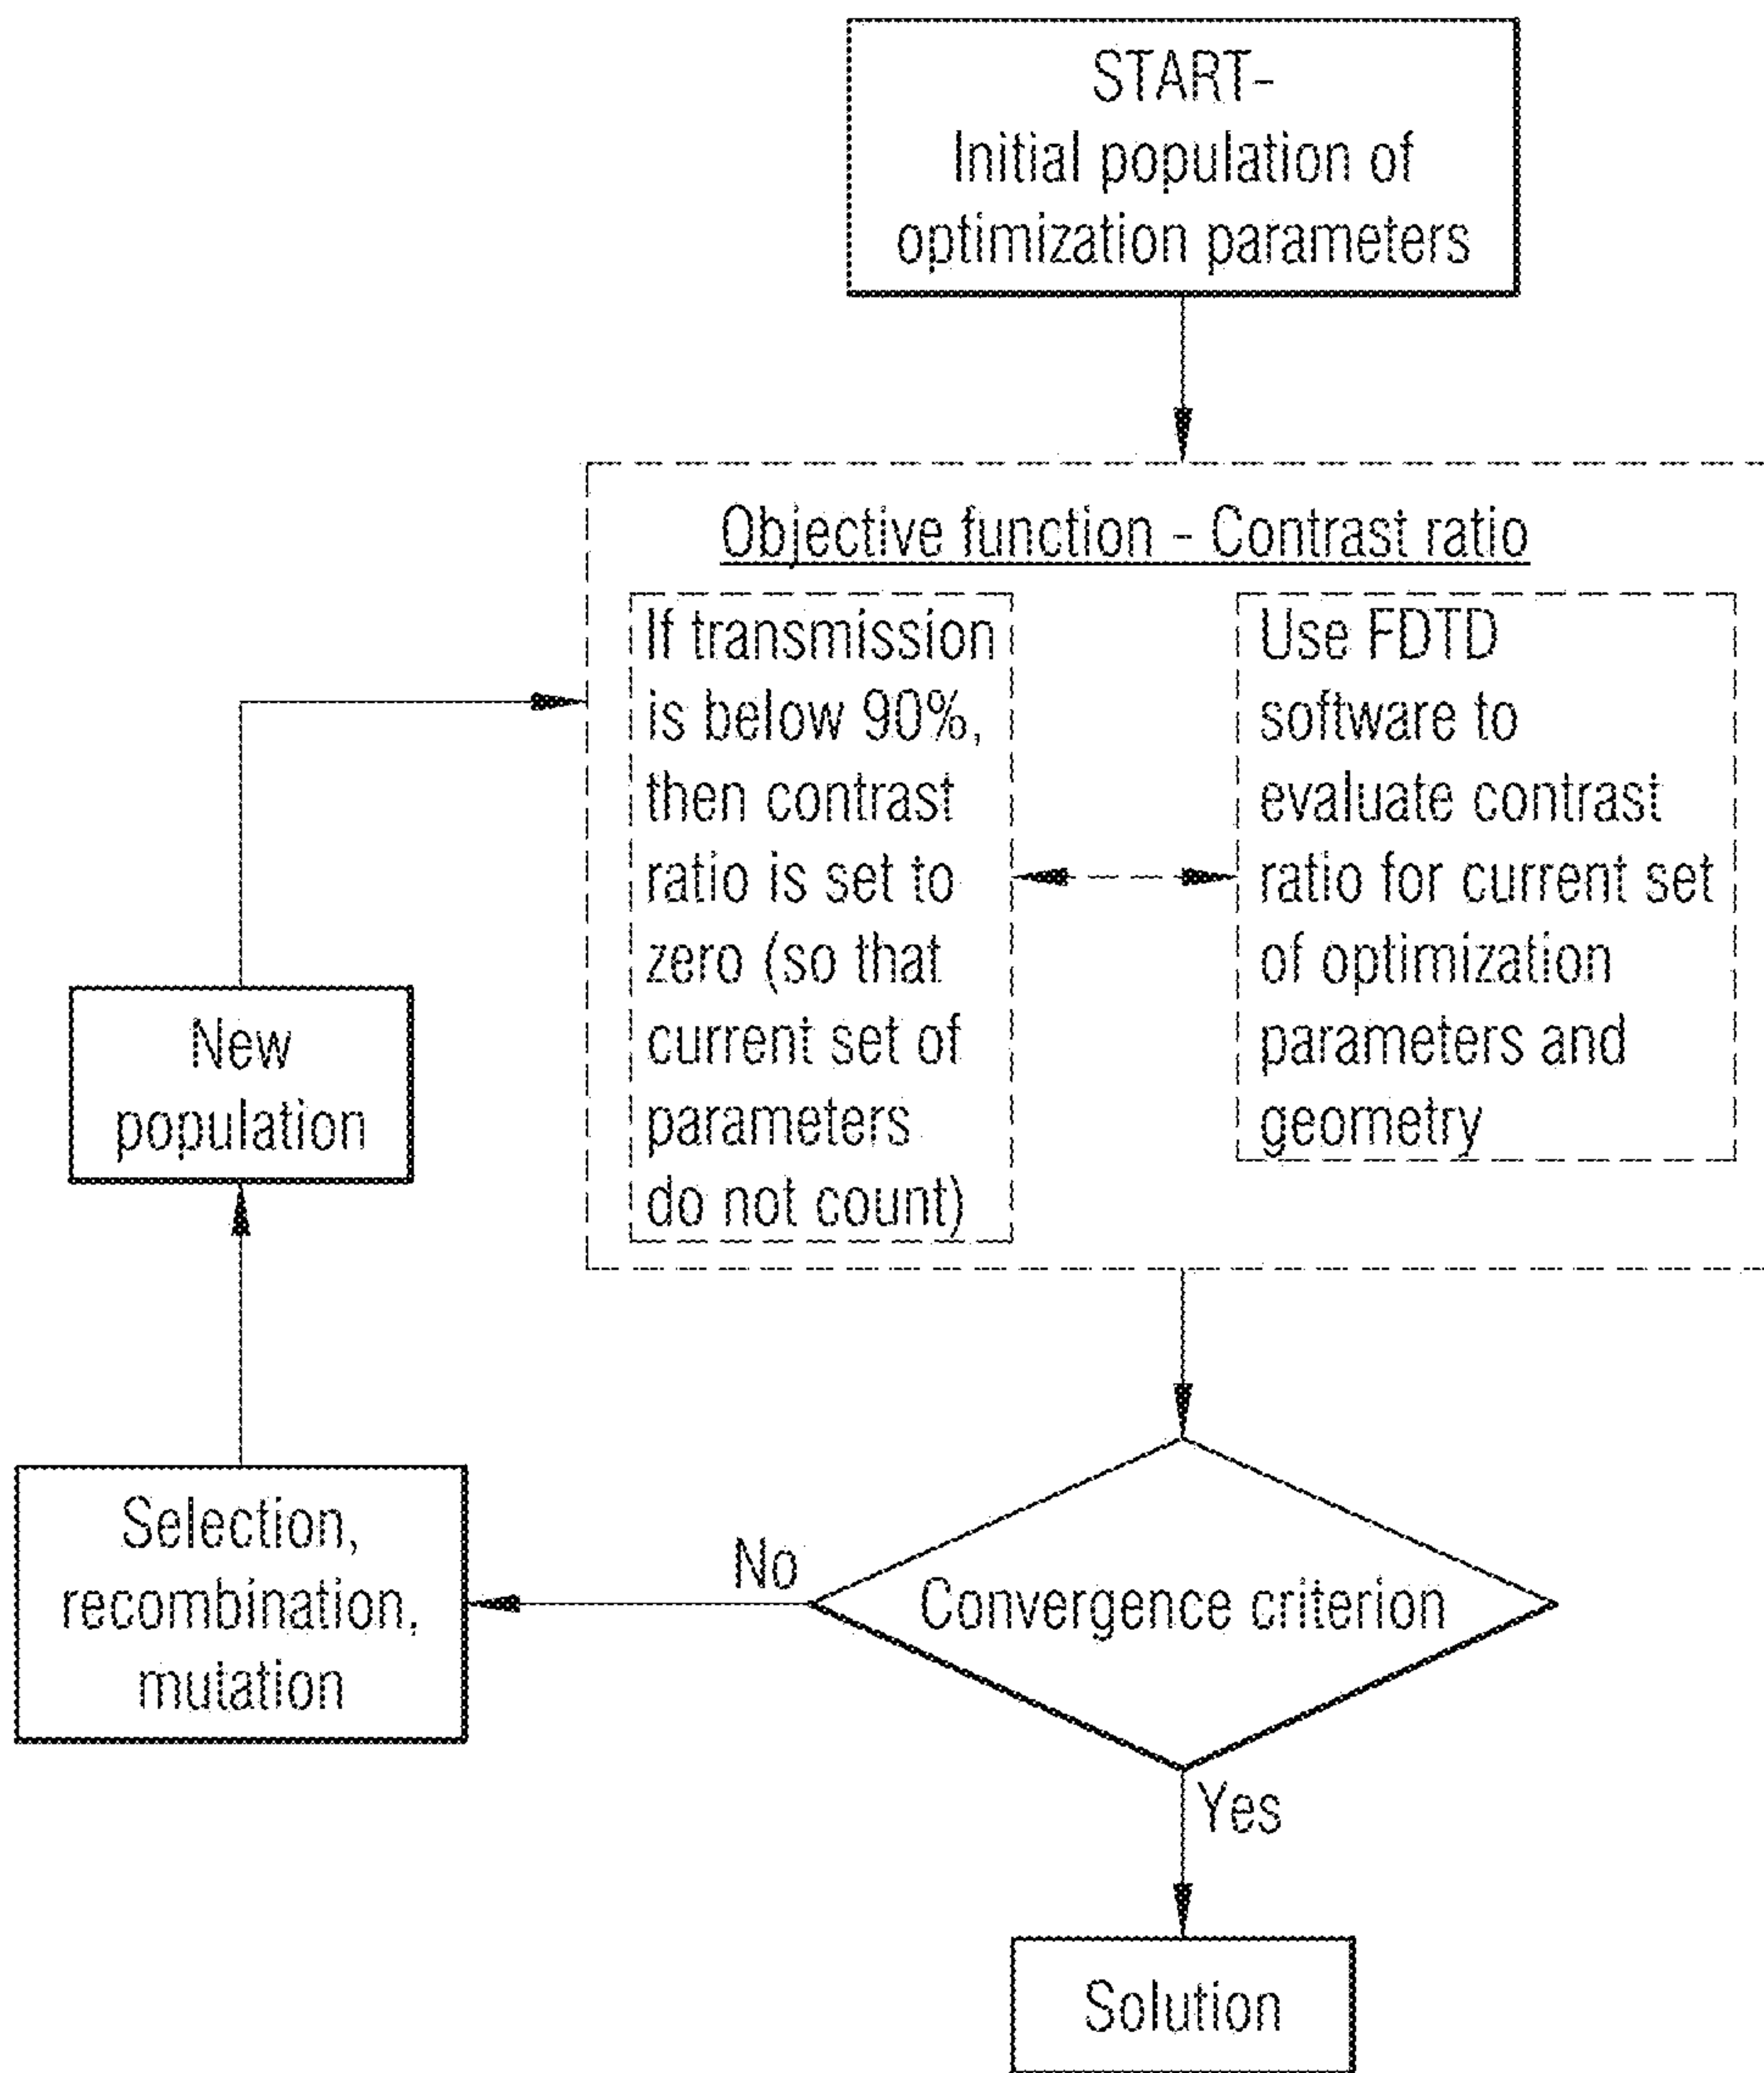 START-
Initial population of
optimization parameters
Objective function - Contrast ratio
If transmission
is below 90%,
then contrast
ratio is set to
zero (so that
current set of
parameters
do not count)
Use FDTD
software to
evaluate contrast
ratio for current set
of optimization
parameters and
geometry
New
population
Selection,
recombination,
mutation
No
Convergence criterion
Yes
Solution